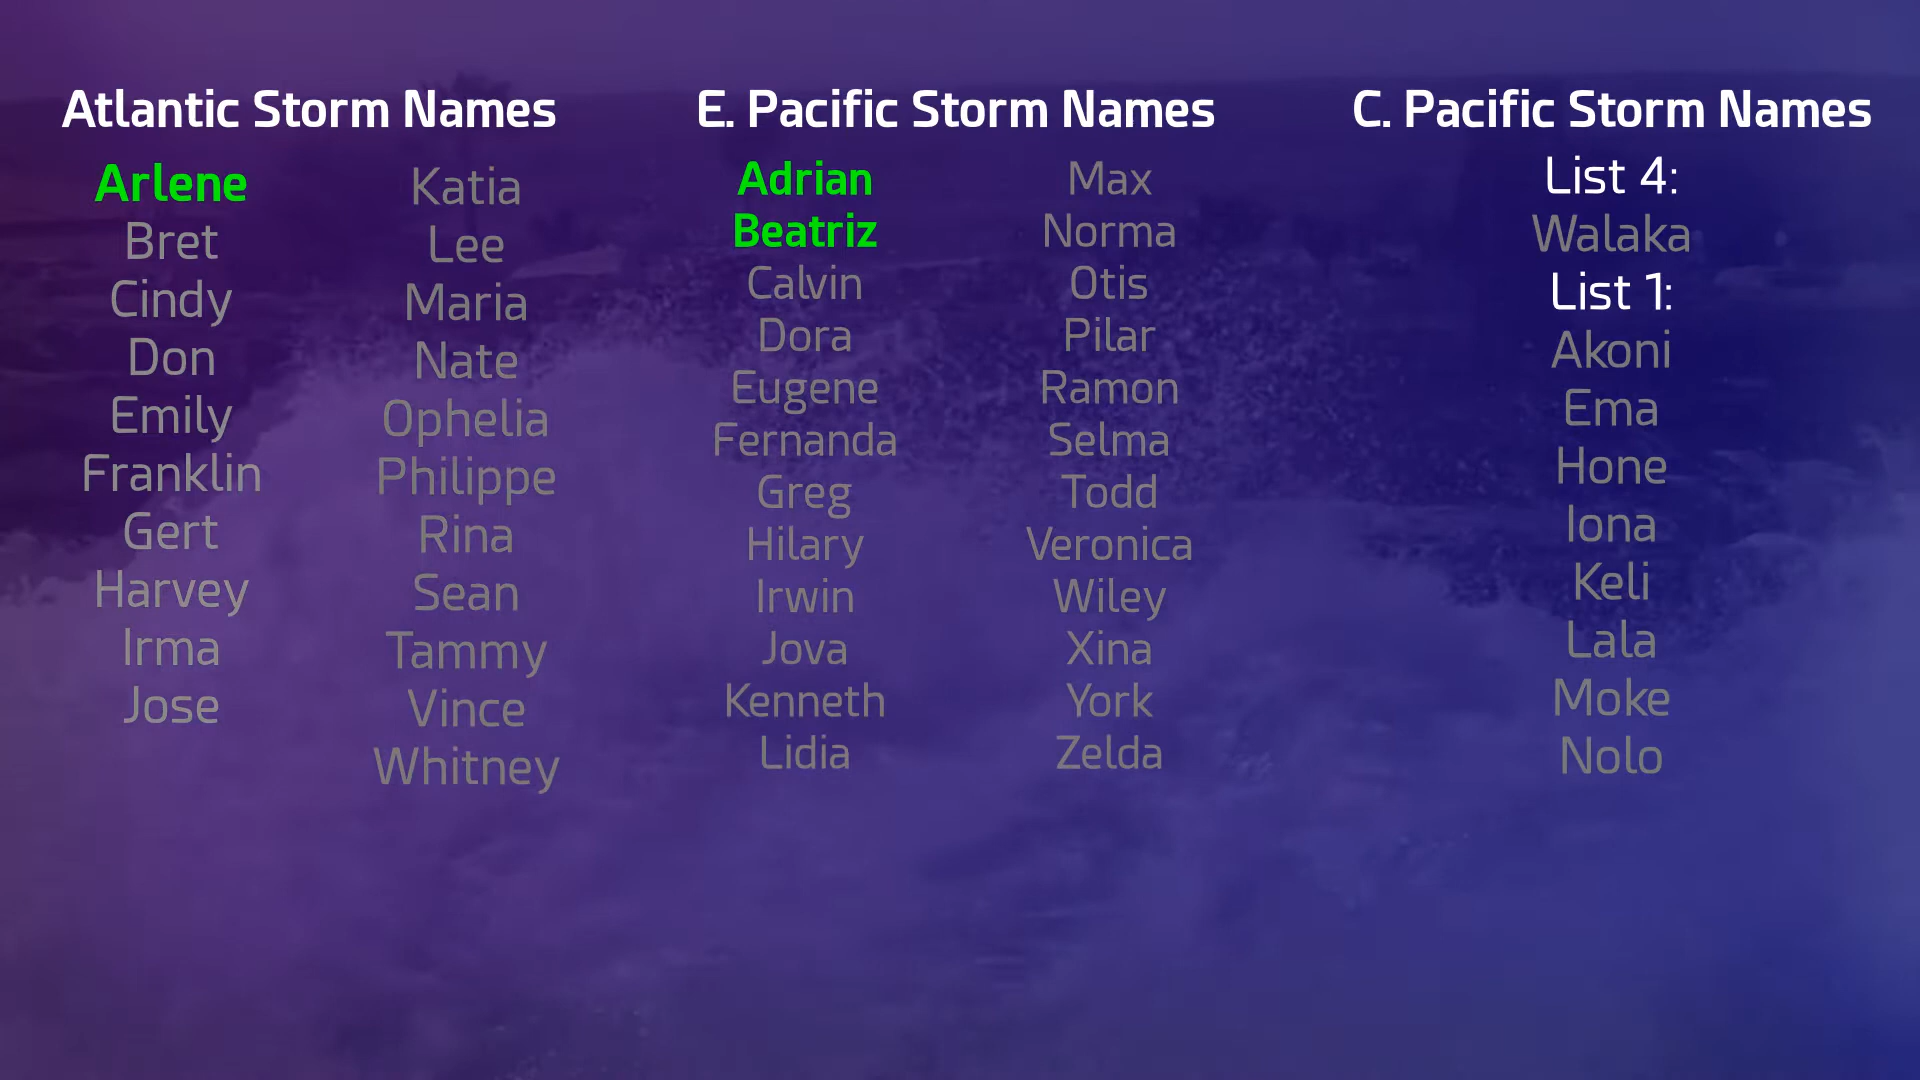 Atlantic Storm Names
Arlene
Bret
Cindy
Don
Emily
Franklin
Gert
Harvey
Irma
Jose
Katia
Lee
Maria
Nate
Ophelia
Philippe
Rina
Sean
Tammy
Vince
Whitney
E. Pacific Storm Names
Adrian
Beatriz
Calvin
Dora
Eugene
Fernanda
Greg
Hilary
Irwin
Jova
Kenneth
Lidia
Max
Norma
Otis
Pilar
Ramon
Selma
Todd
Veronica
Wiley
Xina
York
Zelda
C. Pacific Storm Names
List 4:
Walaka
List 1:
Akoni
Ema
Hone
Iona
Keli
Lala
Moke
Nolo